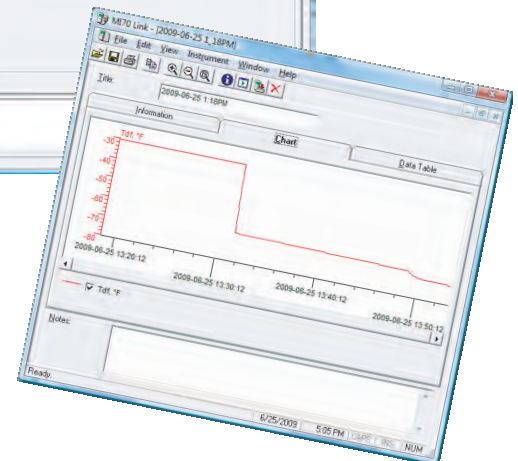 MI70 Link - [2009-06-25 1_18PM]
File Edit View Instrument Window Help
Title: 2009-06-25 1:18PM
Information Chart Data Table
Tdf, °F
-30
-40
-50
-60
-70
-80
2009-06-25 13:20:12 2009-06-25 13:30:12 2009-06-25 13:40:12 2009-06-25 13:50:12
Tdf, °F
Notes:
Ready 6/25/2009 5:05 PM CAPS INS NUM